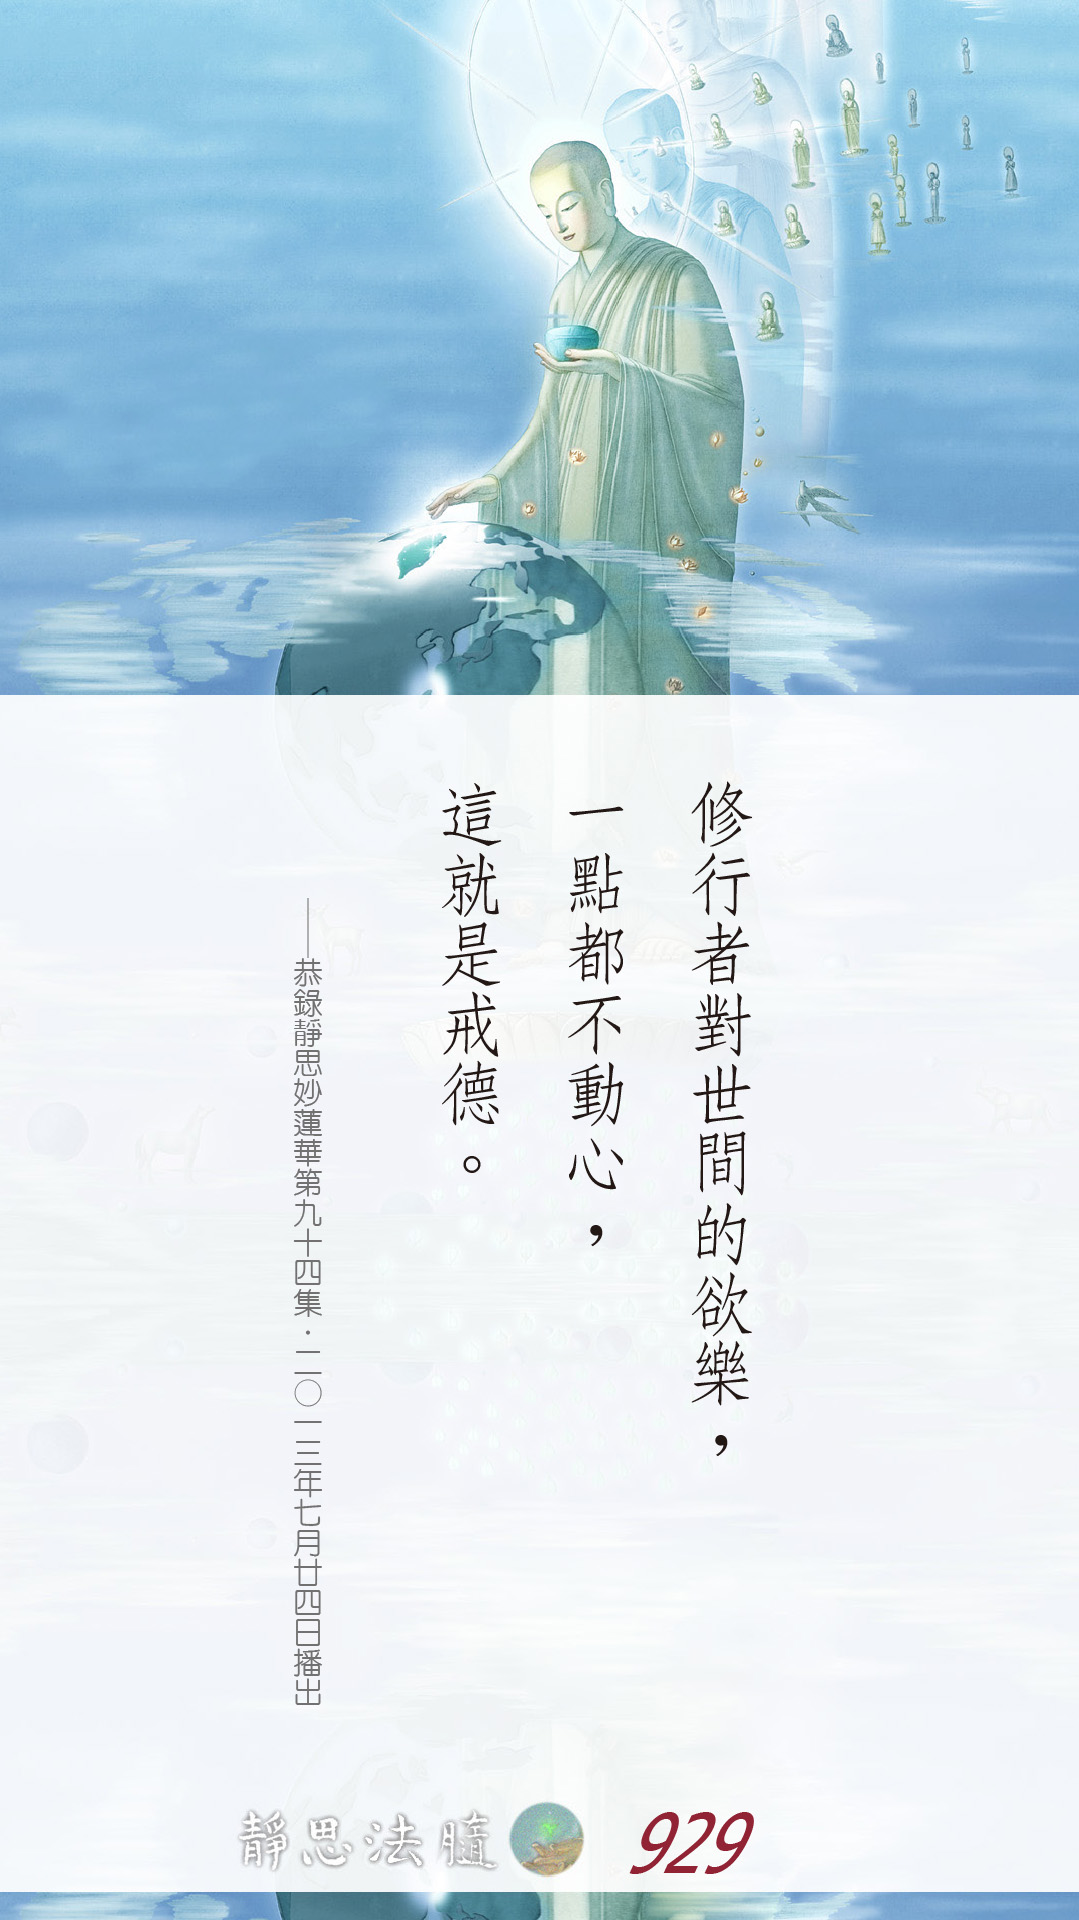 修行者對世間的欲樂，
一點都不動心，
這就是戒德。
——恭錄靜思妙蓮華第九十四集．二〇一三年七月廿四日播出
靜思法髓 929